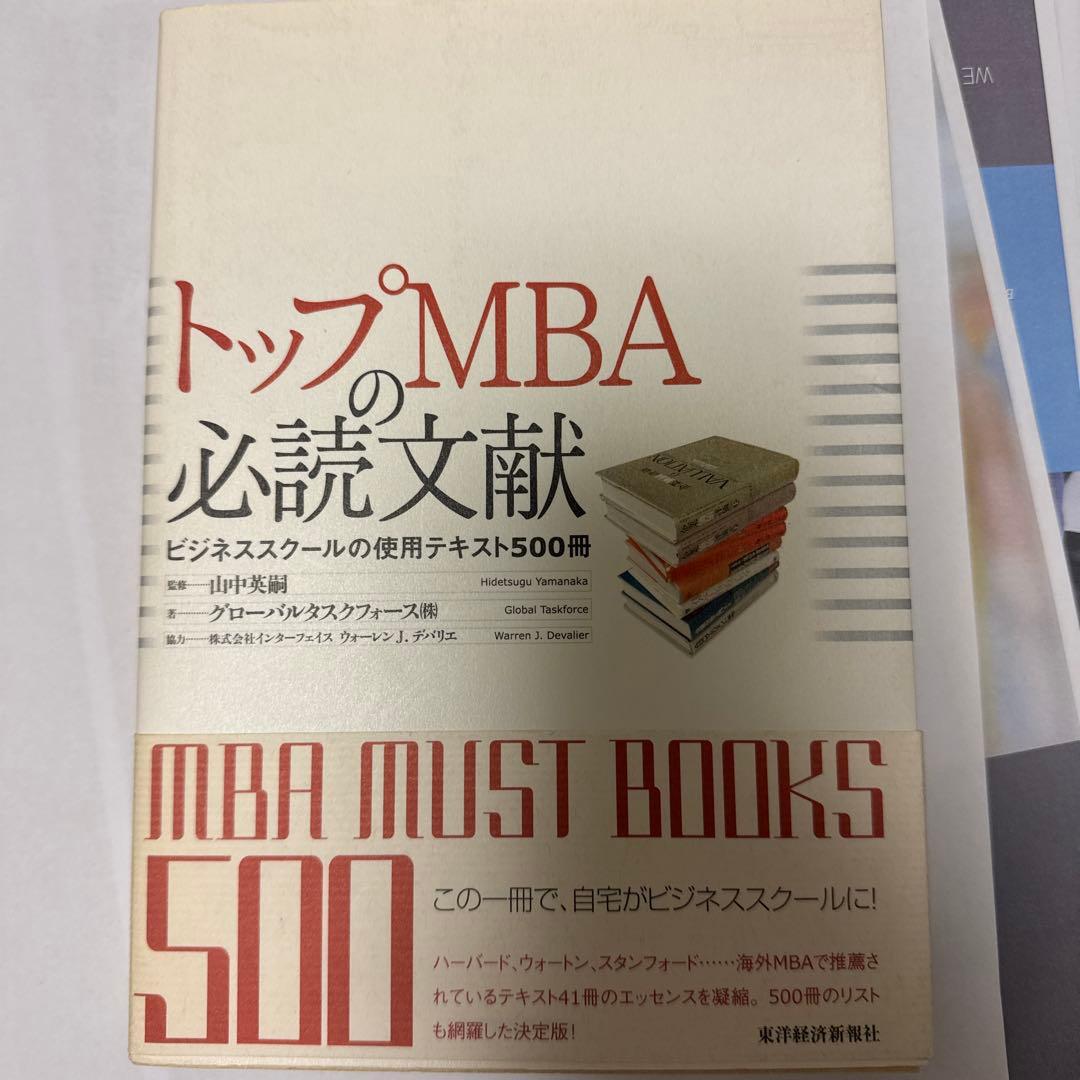 トップMBA
の
必読文献
ビジネススクールの使用テキスト500冊
監修………山中英嗣 Hidetsugu Yamanaka
著…………グローバルタスクフォース㈱ Global Taskforce
協力………株式会社インターフェイス ウォーレン J. デバリエ Warren J. Devalier
VALUATION
MBA MUST BOOKS
500
この一冊で、自宅がビジネススクールに!
ハーバード、ウォートン、スタンフォード……海外MBAで推薦さ
れているテキスト41冊のエッセンスを凝縮。500冊のリスト
も網羅した決定版!
東洋経済新報社
WE